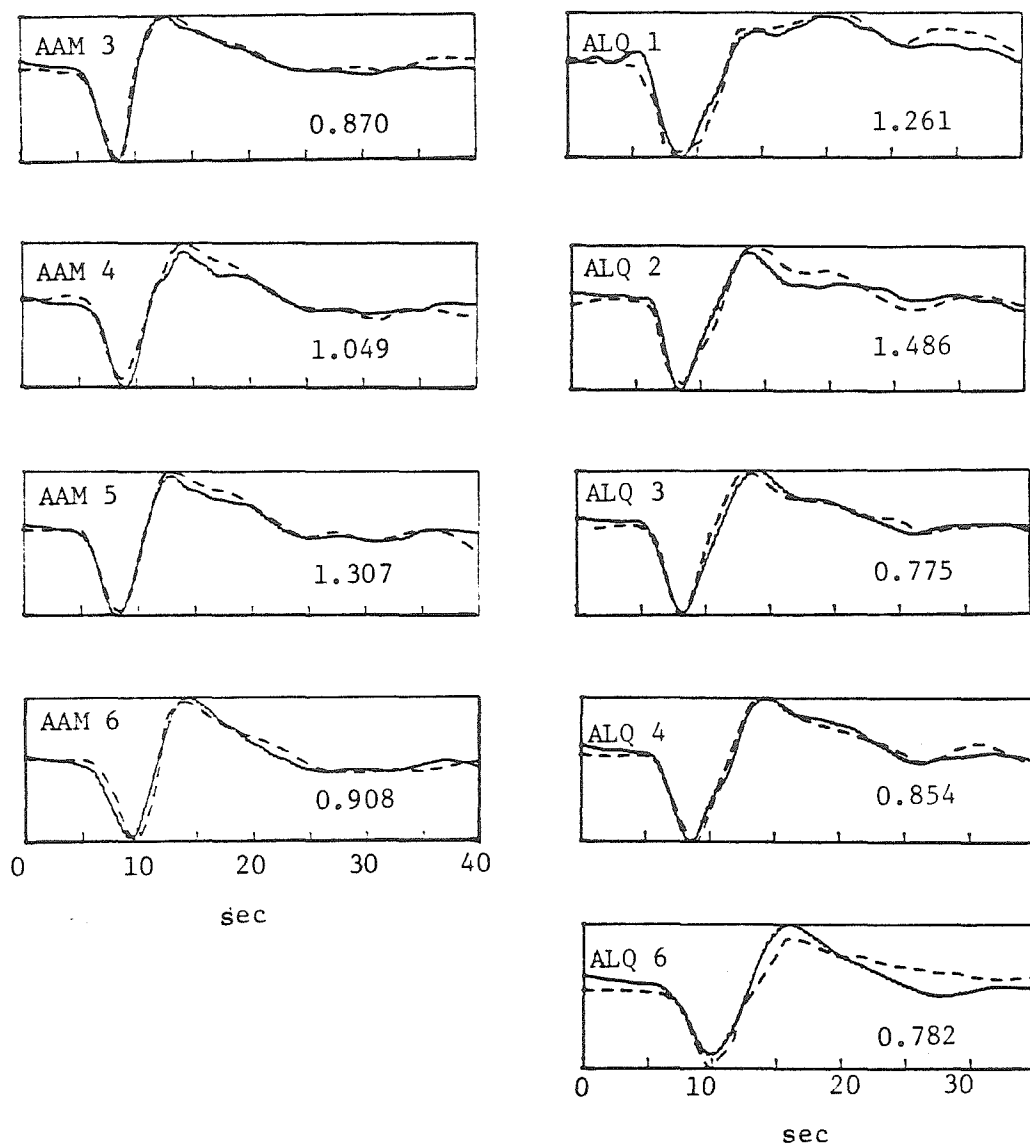 AAM 3
0.870
AAM 4
1.049
AAM 5
1.307
AAM 6
0.908
0 10 20 30 40
sec
ALQ 1
1.261
ALQ 2
1.486
ALQ 3
0.775
ALQ 4
0.854
ALQ 6
0.782
0 10 20 30
sec